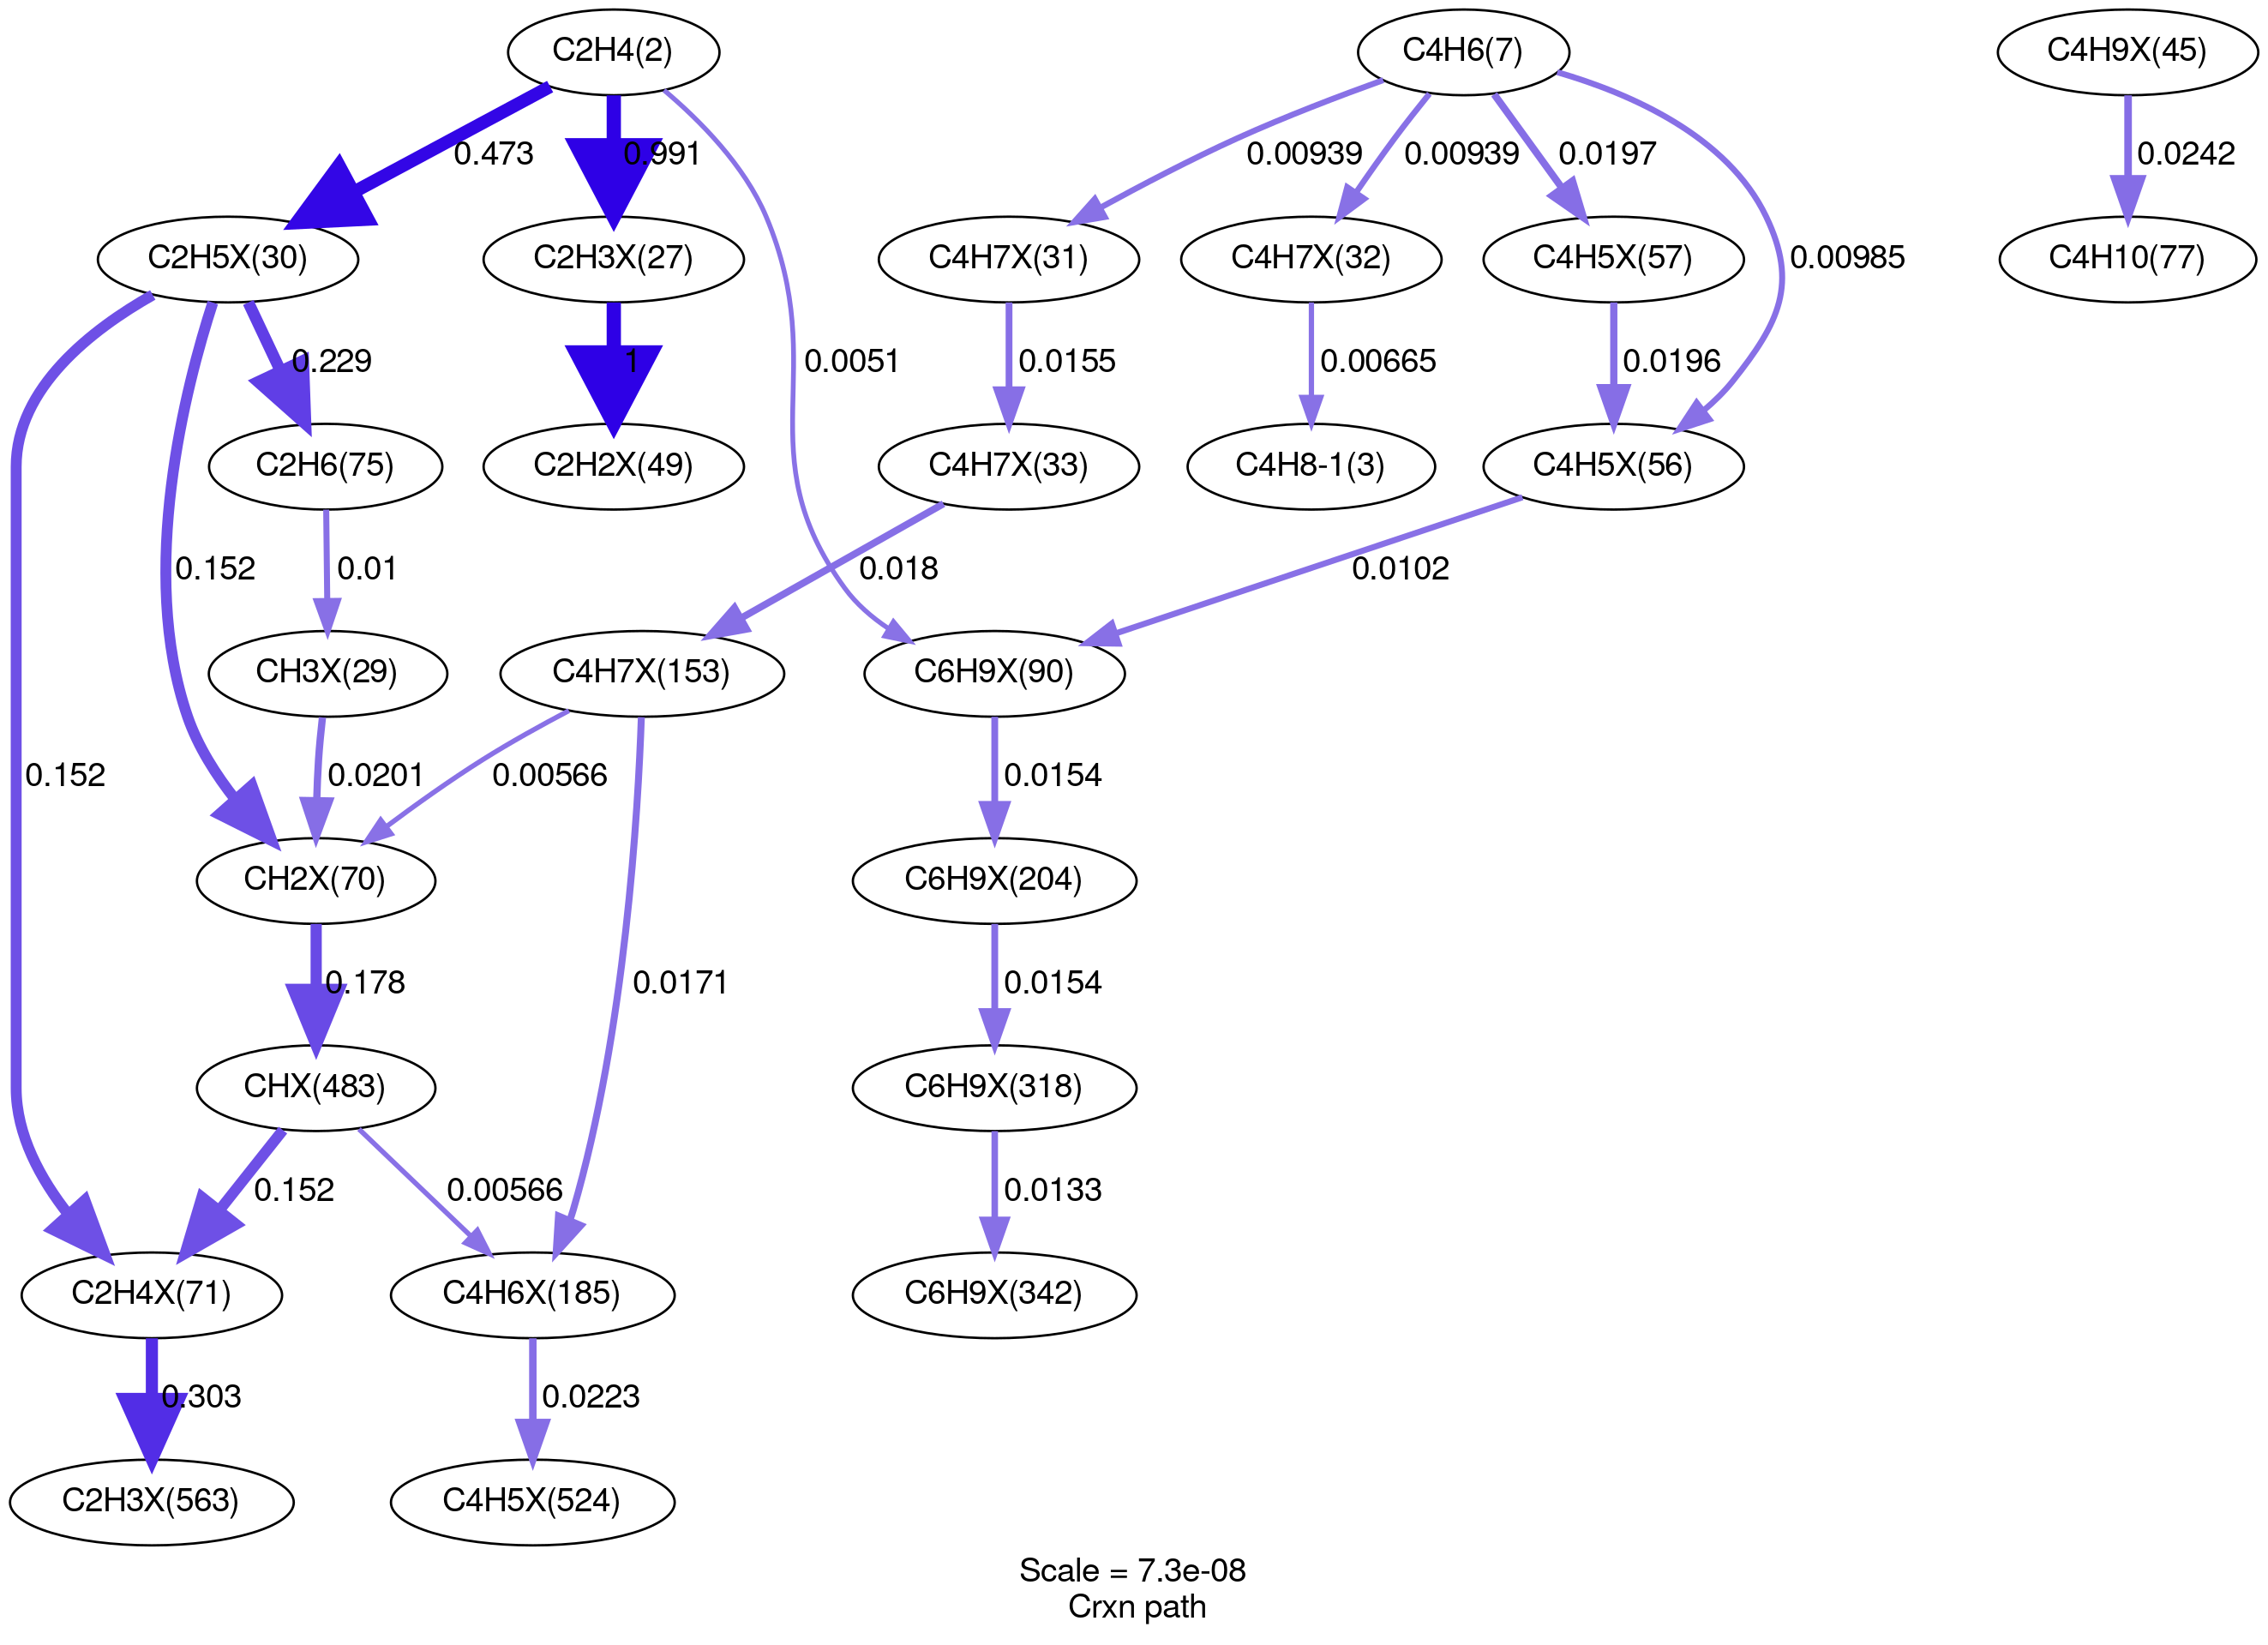 C2H4(2)
C4H6(7)
C4H9X(45)
0.473
0.991
0.00939
0.00939
0.0197
0.0242
C2H5X(30)
C2H3X(27)
C4H7X(31)
C4H7X(32)
C4H5X(57)
0.00985
C4H10(77)
0.229
1
0.0051
0.0155
0.00665
0.0196
C2H6(75)
C2H2X(49)
C4H7X(33)
C4H8-1(3)
C4H5X(56)
0.152
0.01
0.018
0.0102
CH3X(29)
C4H7X(153)
C6H9X(90)
0.152
0.0201
0.00566
0.0154
CH2X(70)
C6H9X(204)
0.178
0.0171
0.0154
CHX(483)
C6H9X(318)
0.152
0.00566
0.0133
C2H4X(71)
C4H6X(185)
C6H9X(342)
0.303
0.0223
C2H3X(563)
C4H5X(524)
Scale = 7.3e-08
Crxn path